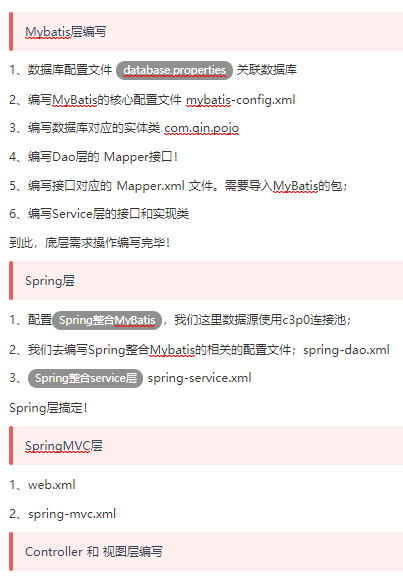 Mybatis层编写
1、数据库配置文件 database.properties 关联数据库
2、编写MyBatis的核心配置文件 mybatis-config.xml
3、编写数据库对应的实体类 com.qin.pojo
4、编写Dao层的 Mapper接口！
5、编写接口对应的 Mapper.xml 文件。需要导入MyBatis的包；
6、编写Service层的接口和实现类
到此，底层需求操作编写完毕！
Spring层
1、配置Spring整合MyBatis，我们这里数据源使用c3p0连接池；
2、我们去编写Spring整合Mybatis的相关的配置文件；spring-dao.xml
3、Spring整合service层 spring-service.xml
Spring层搞定！
SpringMVC层
1、web.xml
2、spring-mvc.xml
Controller 和 视图层编写